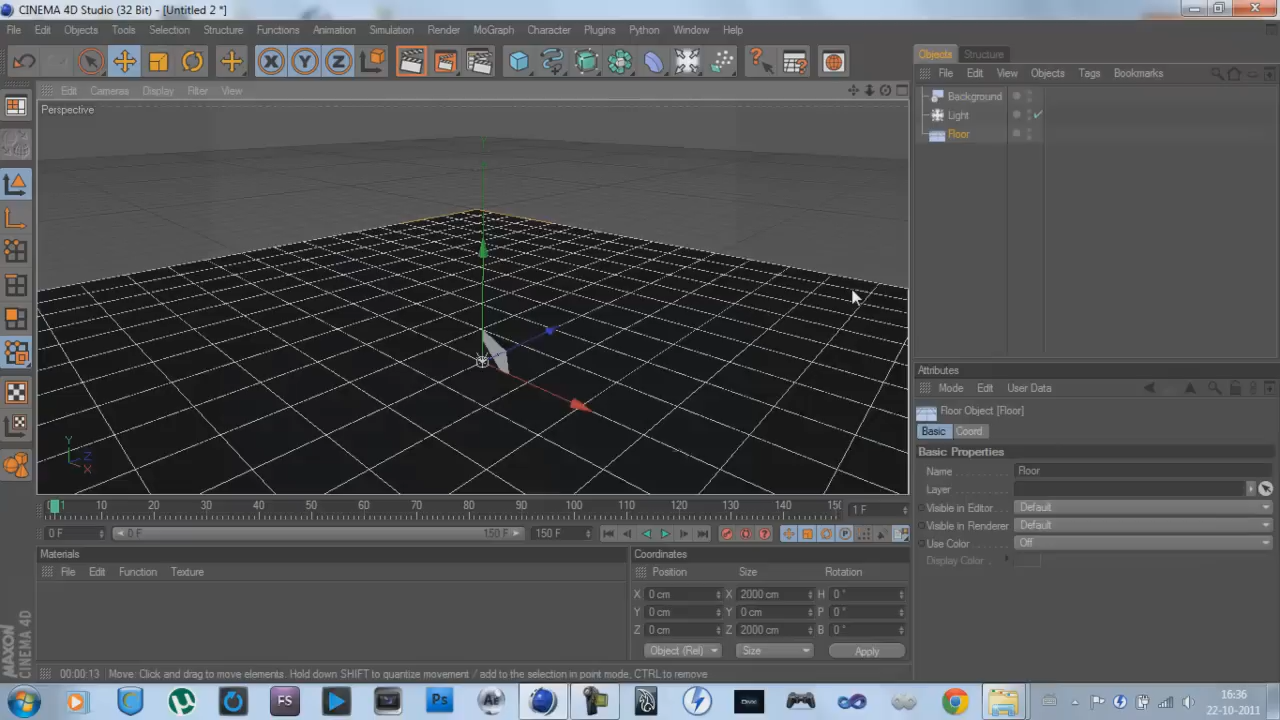 CINEMA 4D Studio (32 Bit) - [Untitled 2 *]
File Edit Objects Tools Selection Structure Functions Animation Simulation Render MoGraph Character Plugins Python Window Help
X Y Z
Objects Structure
File Edit View Objects Tags Bookmarks
Edit Cameras Display Filter View
Perspective
Background
Light
Floor
Attributes
Mode Edit User Data
Floor Object [Floor]
Basic Coord
Basic Properties
Name Floor
Layer
Visible in Editor Default
Visible in Renderer Default
Use Color Off
Display Color
Y
Z
X
0 1 10 20 30 40 50 60 70 80 90 100 110 120 130 140 1 F
0 F 0 F 150 F 150 F
Materials
File Edit Function Texture
Coordinates
Position Size Rotation
X 0 cm X 2000 cm H 0 °
Y 0 cm Y 0 cm P 0 °
Z 0 cm Z 2000 cm B 0 °
Object (Rel) Size Apply
MAXON
CINEMA 4D
00:00:13 Move: Click and drag to move elements. Hold down SHIFT to quantize movement / add to the selection in point mode, CTRL to remove
FS Ps Ae
16:36
22-10-2011